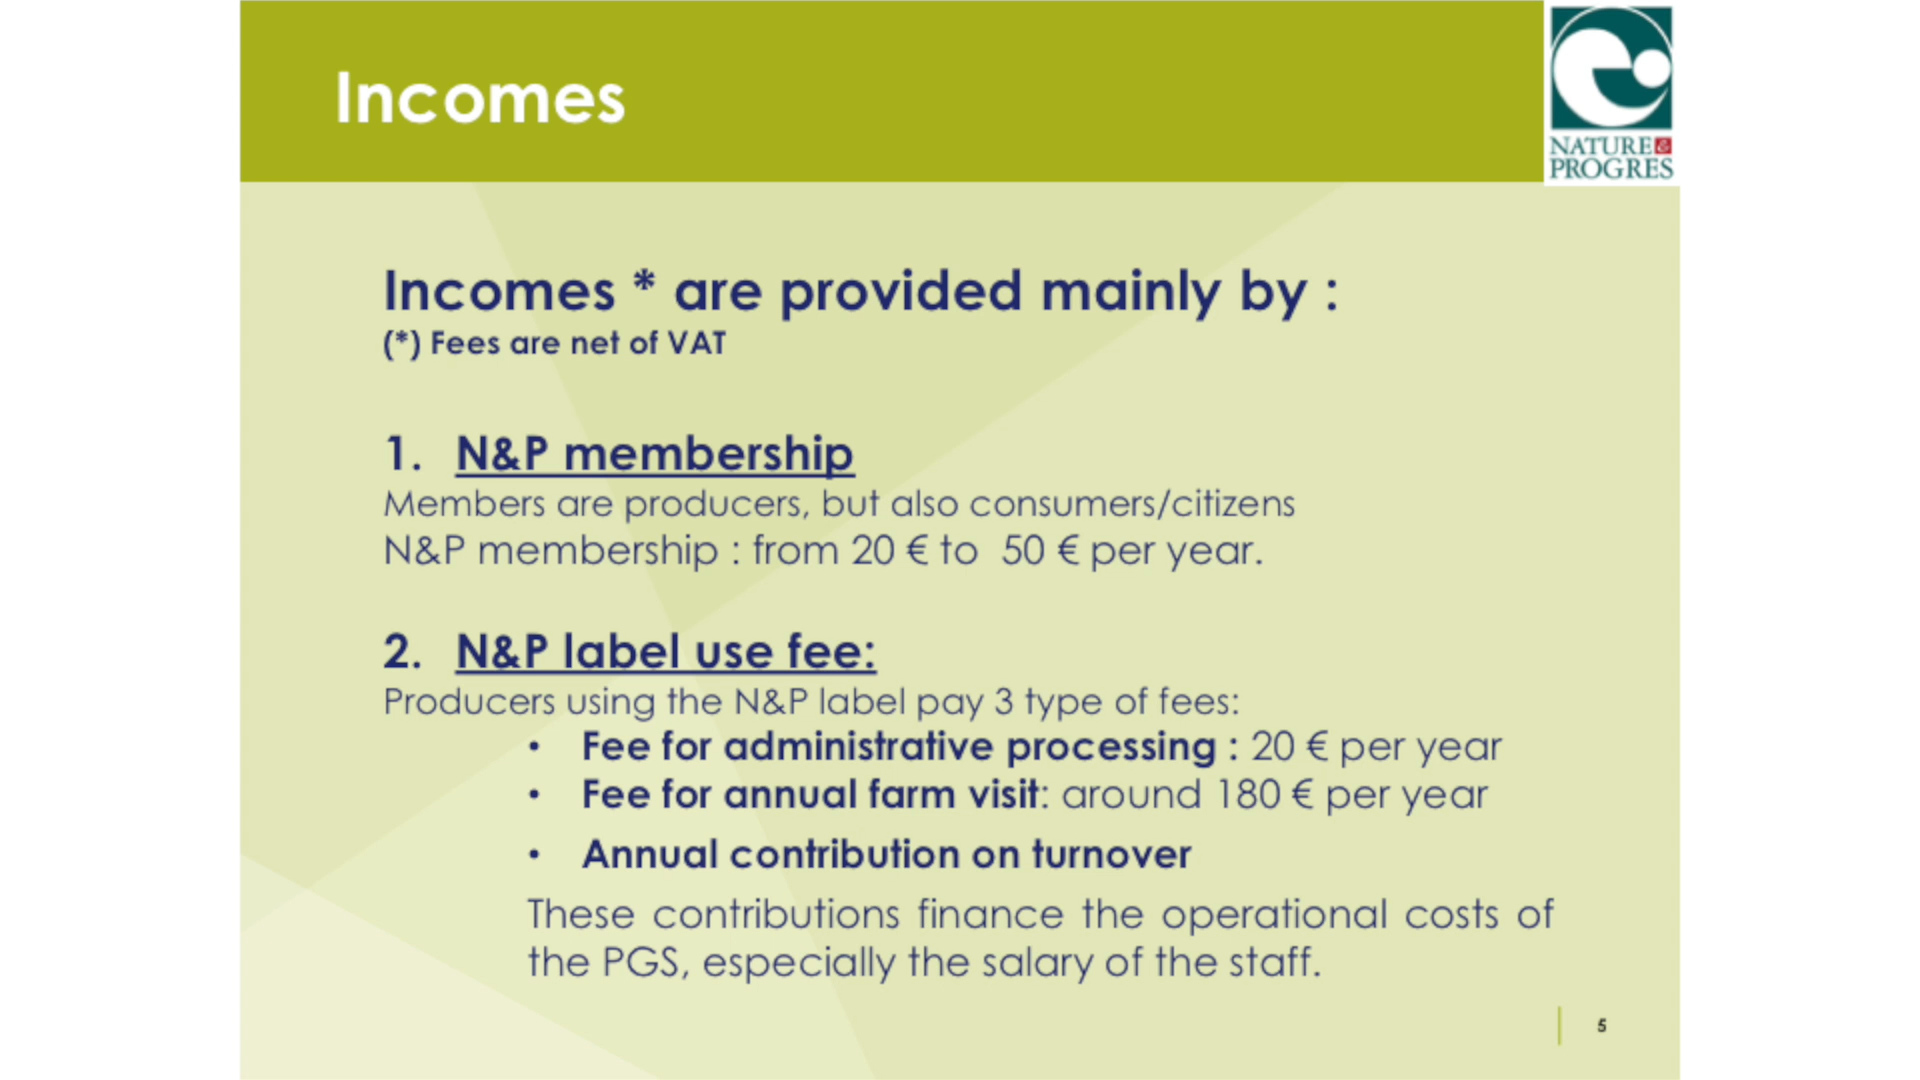 Incomes
NATURE&
PROGRES
Incomes * are provided mainly by :
(*) Fees are net of VAT
1. N&P membership
Members are producers, but also consumers/citizens
N&P membership : from 20 € to 50 € per year.
2. N&P label use fee:
Producers using the N&P label pay 3 type of fees:
• Fee for administrative processing : 20 € per year
• Fee for annual farm visit: around 180 € per year
• Annual contribution on turnover
These contributions finance the operational costs of
the PGS, especially the salary of the staff.
5